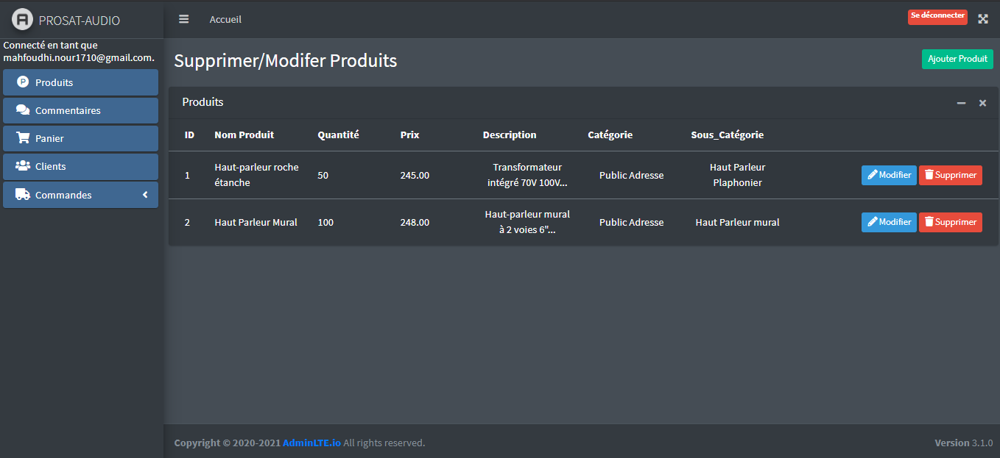 PROSAT-AUDIO
Accueil
Se déconnecter
Connecté en tant que
mahfoudhi.nour1710@gmail.com.
Produits
Commentaires
Panier
Clients
Commandes
Supprimer/Modifer Produits
Ajouter Produit
Produits
ID Nom Produit Quantité Prix Description Catégorie Sous_Catégorie
1 Haut-parleur roche étanche 50 245.00 Transformateur intégré 70V 100V... Public Adresse Haut Parleur Plaphonier Modifier Supprimer
2 Haut Parleur Mural 100 248.00 Haut-parleur mural à 2 voies 6"... Public Adresse Haut Parleur mural Modifier Supprimer
Copyright © 2020-2021 AdminLTE.io All rights reserved.
Version 3.1.0